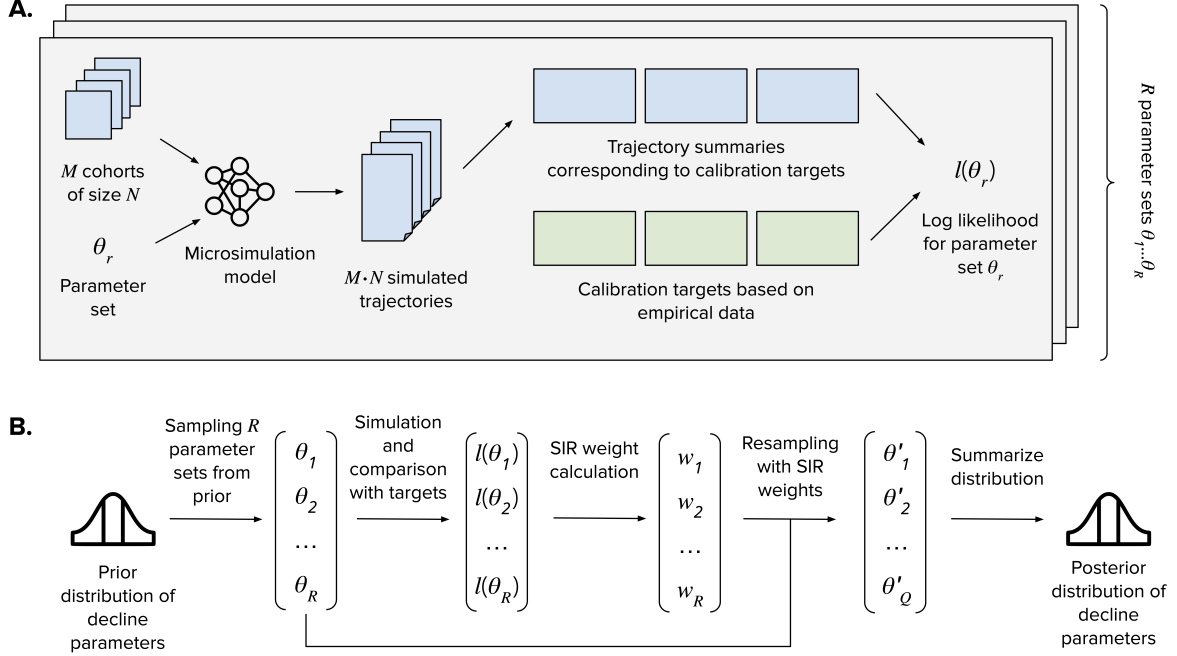 A.
M cohorts
of size N
θr
Parameter
set
Microsimulation
model
M·N simulated
trajectories
Trajectory summaries
corresponding to calibration targets
Calibration targets based on
empirical data
l(θr)
Log likelihood
for parameter
set θr
R parameter sets θ1...θR
B.
Prior
distribution of
decline
parameters
Sampling R
parameter
sets from
prior
θ1
θ2
...
θR
Simulation
and
comparison
with targets
l(θ1)
l(θ2)
...
l(θR)
SIR weight
calculation
w1
w2
...
wR
Resampling
with SIR
weights
θ'1
θ'2
...
θ'Q
Summarize
distribution
Posterior
distribution of
decline
parameters